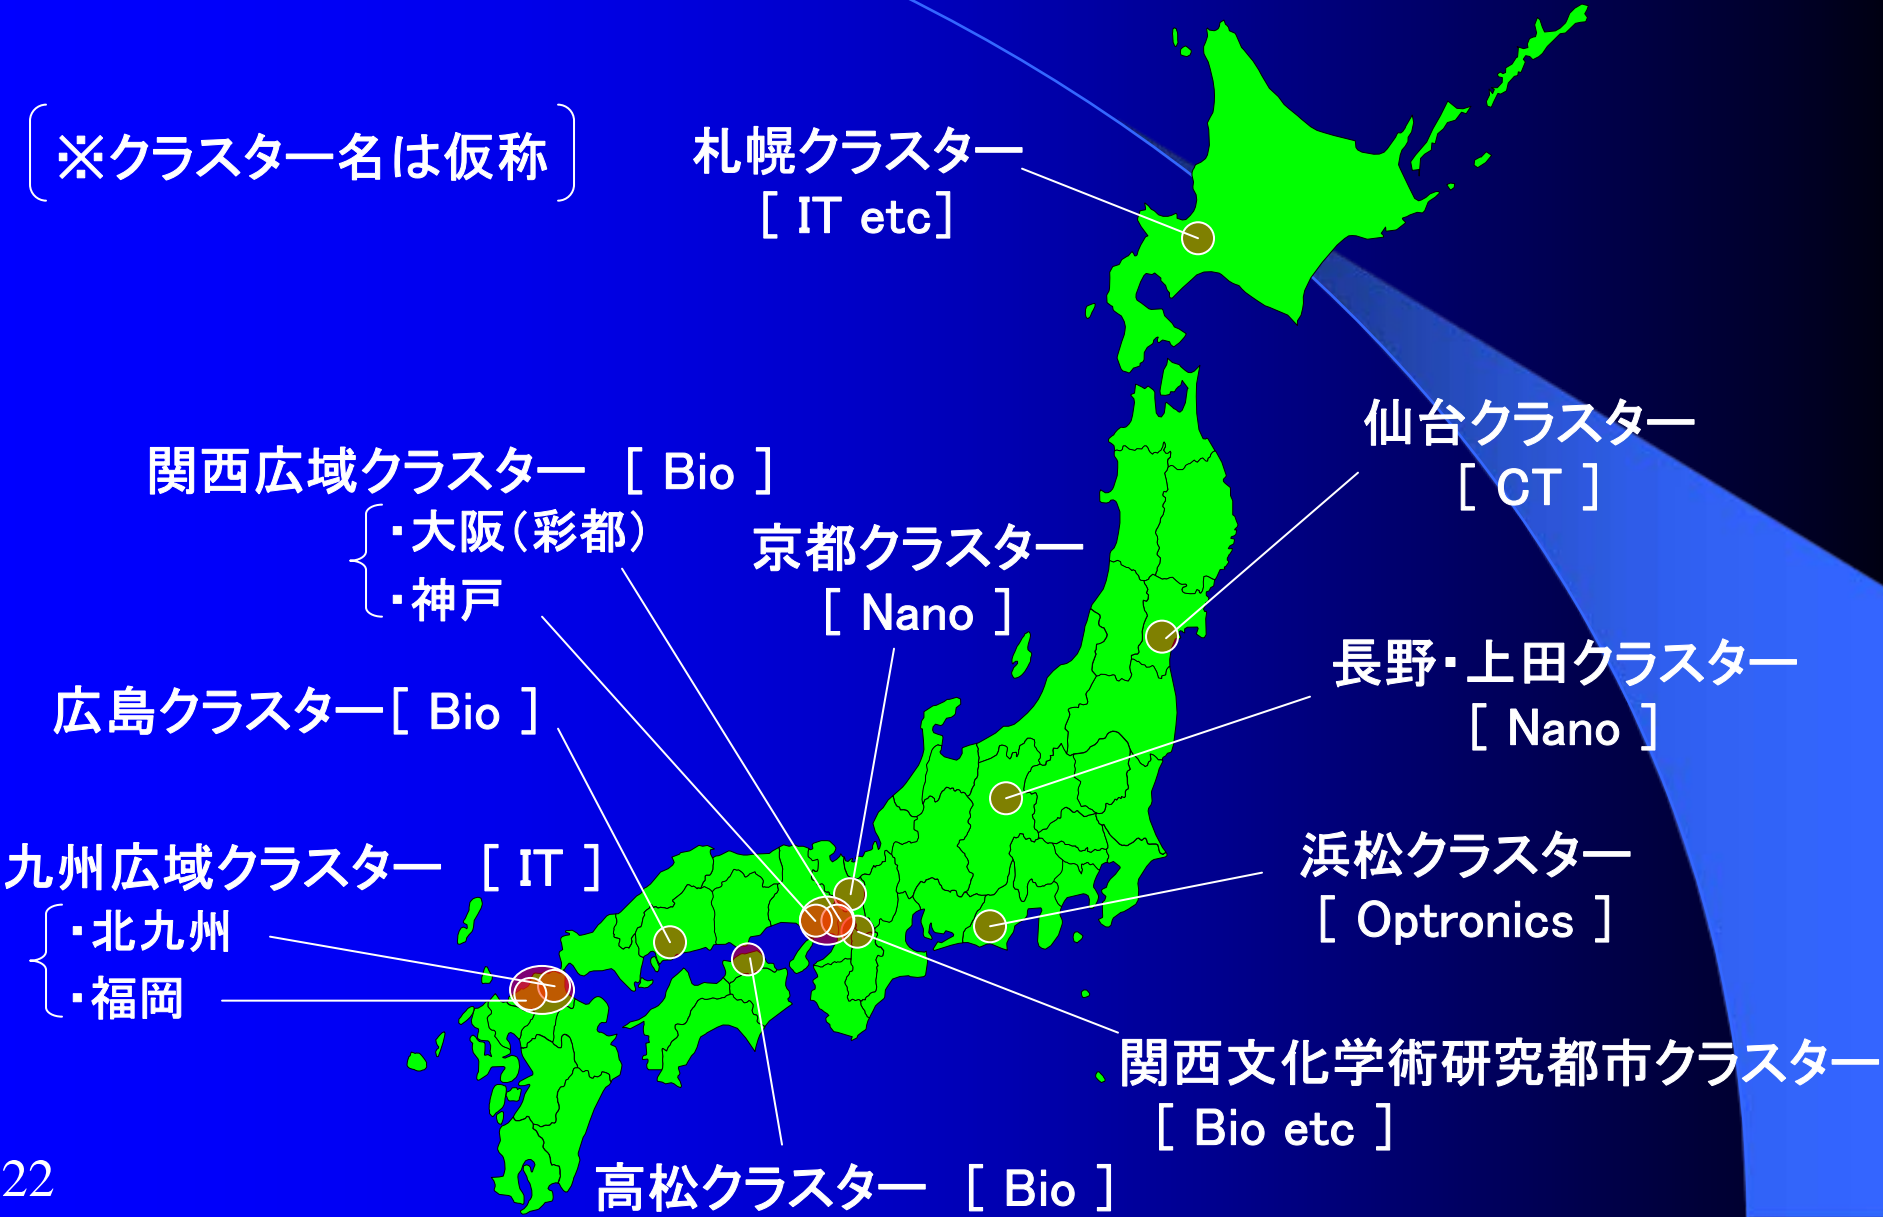 ※クラスター名は仮称
札幌クラスター
[ IT etc]
仙台クラスター
[ CT ]
関西広域クラスター [ Bio ]
・大阪(彩都)
・神戸
京都クラスター
[ Nano ]
長野・上田クラスター
[ Nano ]
広島クラスター[ Bio ]
浜松クラスター
[ Optronics ]
九州広域クラスター [ IT ]
・北九州
・福岡
関西文化学術研究都市クラスター
[ Bio etc ]
高松クラスター [ Bio ]
22